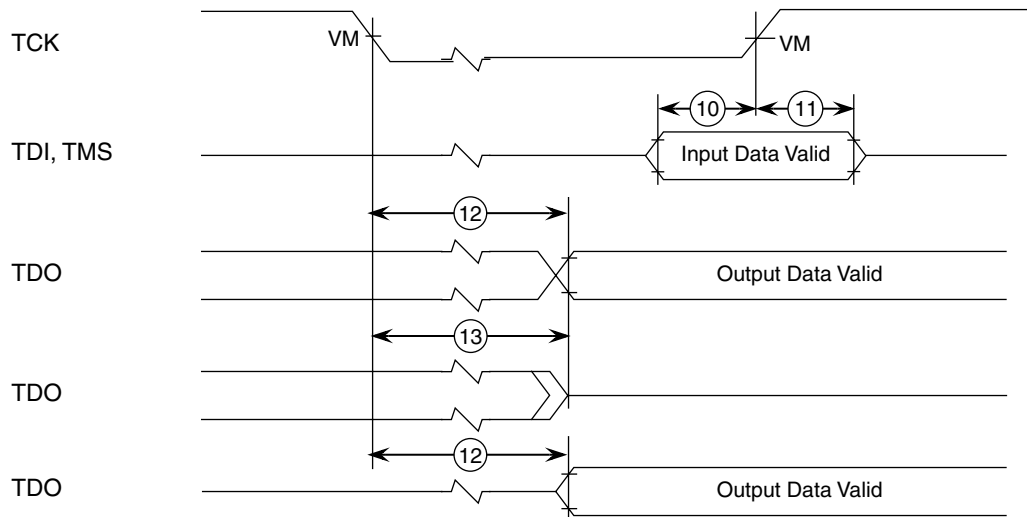 TCK
VM
VM
10
11
TDI, TMS
Input Data Valid
12
TDO
Output Data Valid
13
TDO
12
TDO
Output Data Valid